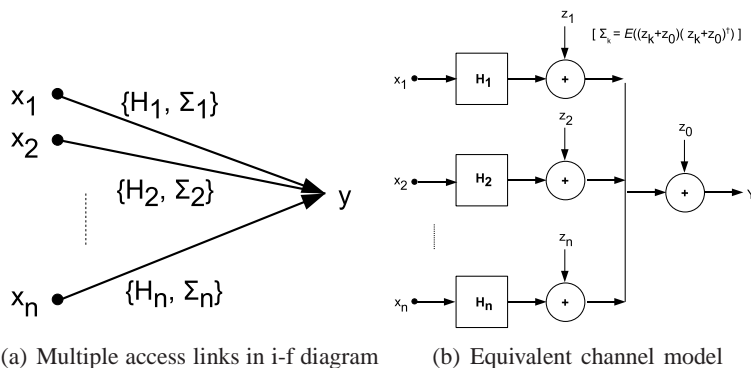 x1
x2
xn
{H1, Σ1}
{H2, Σ2}
{Hn, Σn}
y
(a) Multiple access links in i-f diagram
z1
[ Σk = E((zk+z0)( zk+z0)†) ]
x1
H1
+
z2
x2
H2
+
z0
+
Y
zn
xn
Hn
+
(b) Equivalent channel model